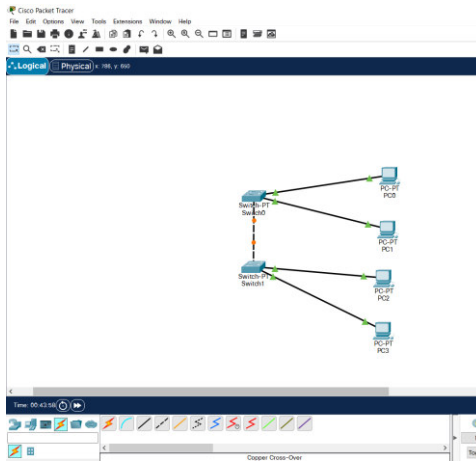 Cisco Packet Tracer
File Edit Options View Tools Extensions Window Help
Logical Physical x: 788, y: 660
PC-PT
PC0
Switch-PT
Switch0
PC-PT
PC1
Switch-PT
Switch1
PC-PT
PC2
PC-PT
PC3
Time: 00:43:58
Copper Cross-Over